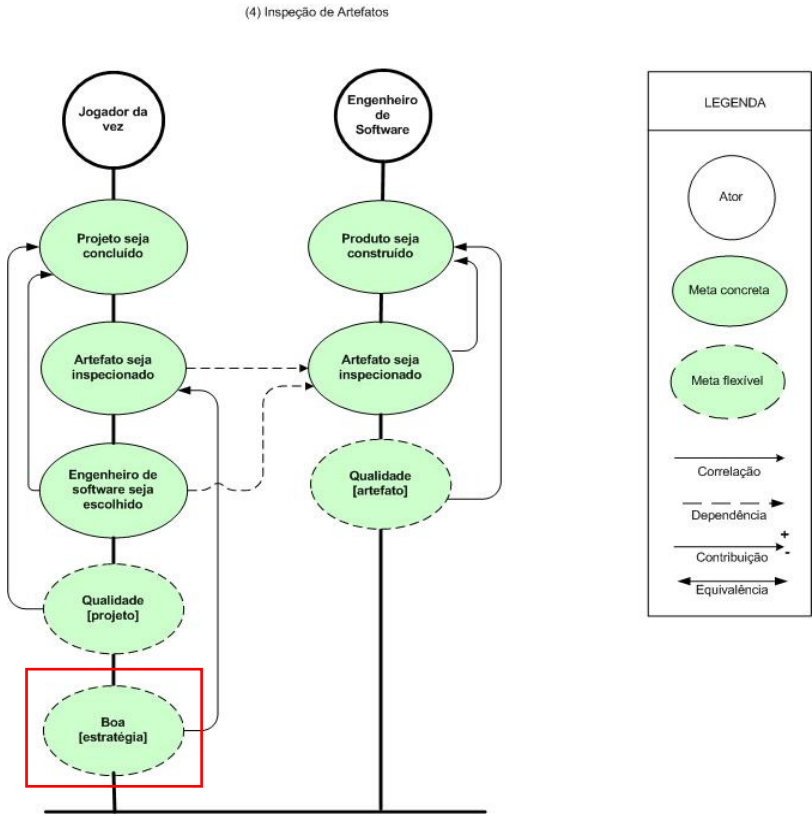 (4) Inspeção de Artefatos
Jogador da
vez
Engenheiro
de
Software
Projeto seja
concluído
Produto seja
construído
Artefato seja
inspecionado
Artefato seja
inspecionado
Engenheiro de
software seja
escolhido
Qualidade
[artefato]
Qualidade
[projeto]
Boa
[estratégia]
LEGENDA
Ator
Meta concreta
Meta flexível
Correlação
Dependência
+
-
Contribuição
Equivalência